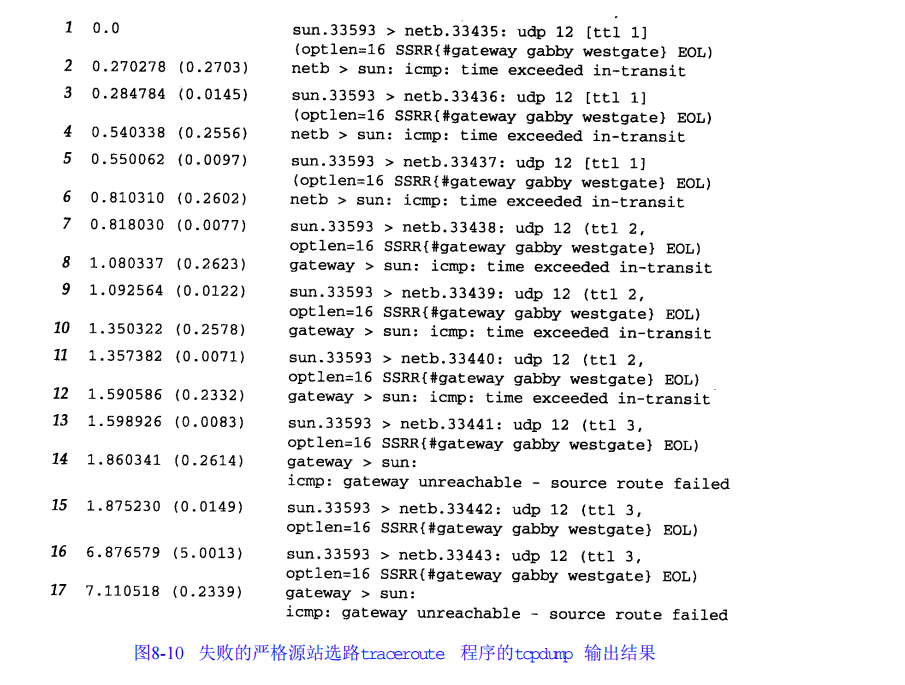 1 0.0 sun.33593 > netb.33435: udp 12 [ttl 1]
(optlen=16 SSRR{#gateway gabby westgate} EOL)
2 0.270278 (0.2703) netb > sun: icmp: time exceeded in-transit
3 0.284784 (0.0145) sun.33593 > netb.33436: udp 12 [ttl 1]
(optlen=16 SSRR{#gateway gabby westgate} EOL)
4 0.540338 (0.2556) netb > sun: icmp: time exceeded in-transit
5 0.550062 (0.0097) sun.33593 > netb.33437: udp 12 [ttl 1]
(optlen=16 SSRR{#gateway gabby westgate} EOL)
6 0.810310 (0.2602) netb > sun: icmp: time exceeded in-transit
7 0.818030 (0.0077) sun.33593 > netb.33438: udp 12 (ttl 2,
optlen=16 SSRR{#gateway gabby westgate} EOL)
8 1.080337 (0.2623) gateway > sun: icmp: time exceeded in-transit
9 1.092564 (0.0122) sun.33593 > netb.33439: udp 12 (ttl 2,
optlen=16 SSRR{#gateway gabby westgate} EOL)
10 1.350322 (0.2578) gateway > sun: icmp: time exceeded in-transit
11 1.357382 (0.0071) sun.33593 > netb.33440: udp 12 (ttl 2,
optlen=16 SSRR{#gateway gabby westgate} EOL)
12 1.590586 (0.2332) gateway > sun: icmp: time exceeded in-transit
13 1.598926 (0.0083) sun.33593 > netb.33441: udp 12 (ttl 3,
optlen=16 SSRR{#gateway gabby westgate} EOL)
14 1.860341 (0.2614) gateway > sun:
icmp: gateway unreachable - source route failed
15 1.875230 (0.0149) sun.33593 > netb.33442: udp 12 (ttl 3,
optlen=16 SSRR{#gateway gabby westgate} EOL)
16 6.876579 (5.0013) sun.33593 > netb.33443: udp 12 (ttl 3,
optlen=16 SSRR{#gateway gabby westgate} EOL)
17 7.110518 (0.2339) gateway > sun:
icmp: gateway unreachable - source route failed
图8-10 失败的严格源站选路traceroute 程序的tcpdump 输出结果